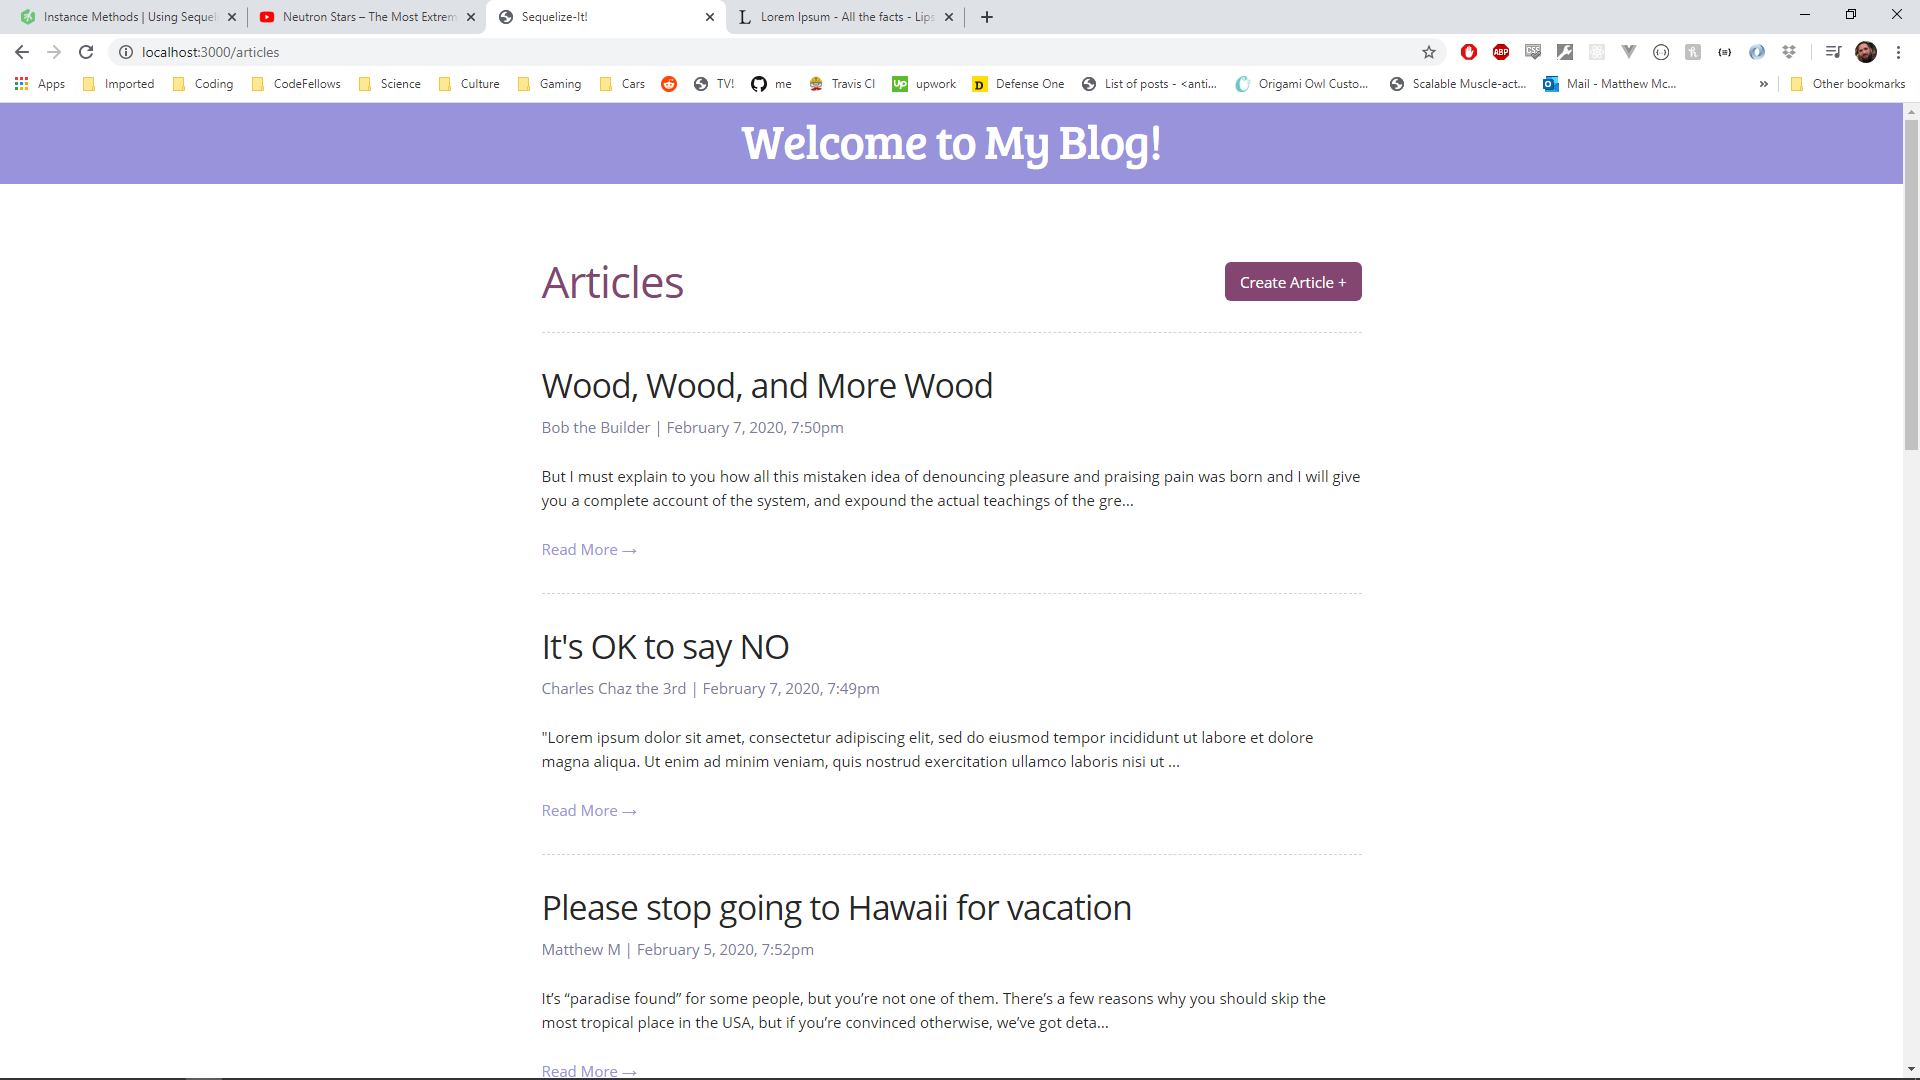 Instance Methods | Using Sequeli
Neutron Stars – The Most Extrem
Sequelize-It!
Lorem Ipsum - All the facts - Lips
localhost:3000/articles
Apps
Imported
Coding
CodeFellows
Science
Culture
Gaming
Cars
TV!
me
Travis CI
upwork
Defense One
List of posts - <anti...
Origami Owl Custo...
Scalable Muscle-act...
Mail - Matthew Mc...
Other bookmarks
Welcome to My Blog!
Articles
Create Article +
Wood, Wood, and More Wood
Bob the Builder | February 7, 2020, 7:50pm
But I must explain to you how all this mistaken idea of denouncing pleasure and praising pain was born and I will give
you a complete account of the system, and expound the actual teachings of the gre...
Read More →
It's OK to say NO
Charles Chaz the 3rd | February 7, 2020, 7:49pm
"Lorem ipsum dolor sit amet, consectetur adipiscing elit, sed do eiusmod tempor incididunt ut labore et dolore
magna aliqua. Ut enim ad minim veniam, quis nostrud exercitation ullamco laboris nisi ut ...
Read More →
Please stop going to Hawaii for vacation
Matthew M | February 5, 2020, 7:52pm
It’s “paradise found” for some people, but you’re not one of them. There’s a few reasons why you should skip the
most tropical place in the USA, but if you’re convinced otherwise, we’ve got deta...
Read More →